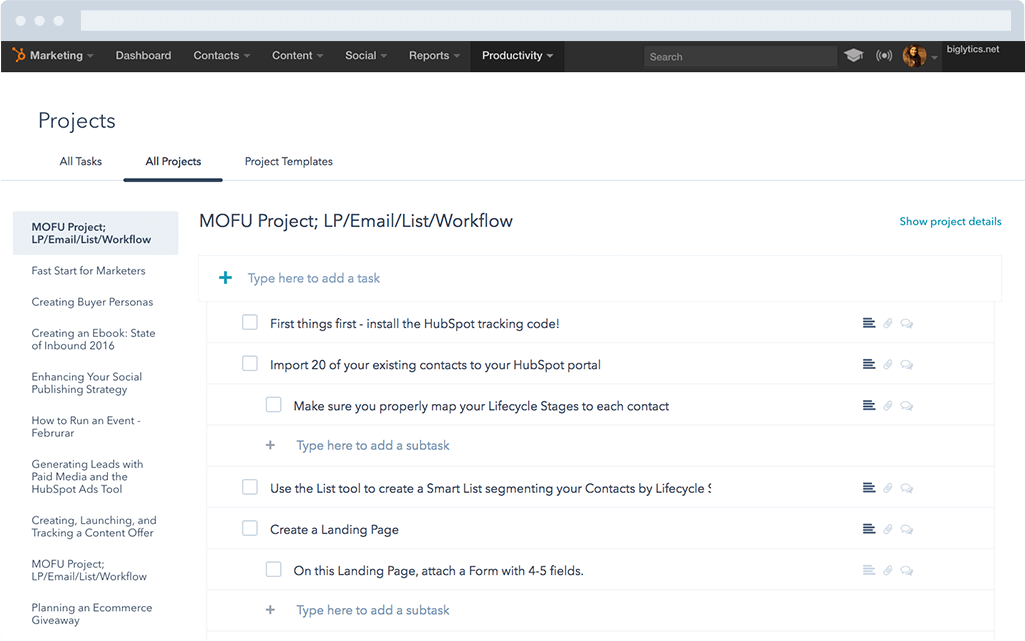 Marketing Dashboard Contacts Content Social Reports Productivity Search biglytics.net
Projects
All Tasks All Projects Project Templates
MOFU Project;
LP/Email/List/Workflow
Fast Start for Marketers
Creating Buyer Personas
Creating an Ebook: State
of Inbound 2016
Enhancing Your Social
Publishing Strategy
How to Run an Event -
Februrar
Generating Leads with
Paid Media and the
HubSpot Ads Tool
Creating, Launching, and
Tracking a Content Offer
MOFU Project;
LP/Email/List/Workflow
Planning an Ecommerce
Giveaway
MOFU Project; LP/Email/List/Workflow
Show project details
Type here to add a task
First things first - install the HubSpot tracking code!
Import 20 of your existing contacts to your HubSpot portal
Make sure you properly map your Lifecycle Stages to each contact
+ Type here to add a subtask
Use the List tool to create a Smart List segmenting your Contacts by Lifecycle
Create a Landing Page
On this Landing Page, attach a Form with 4-5 fields.
+ Type here to add a subtask